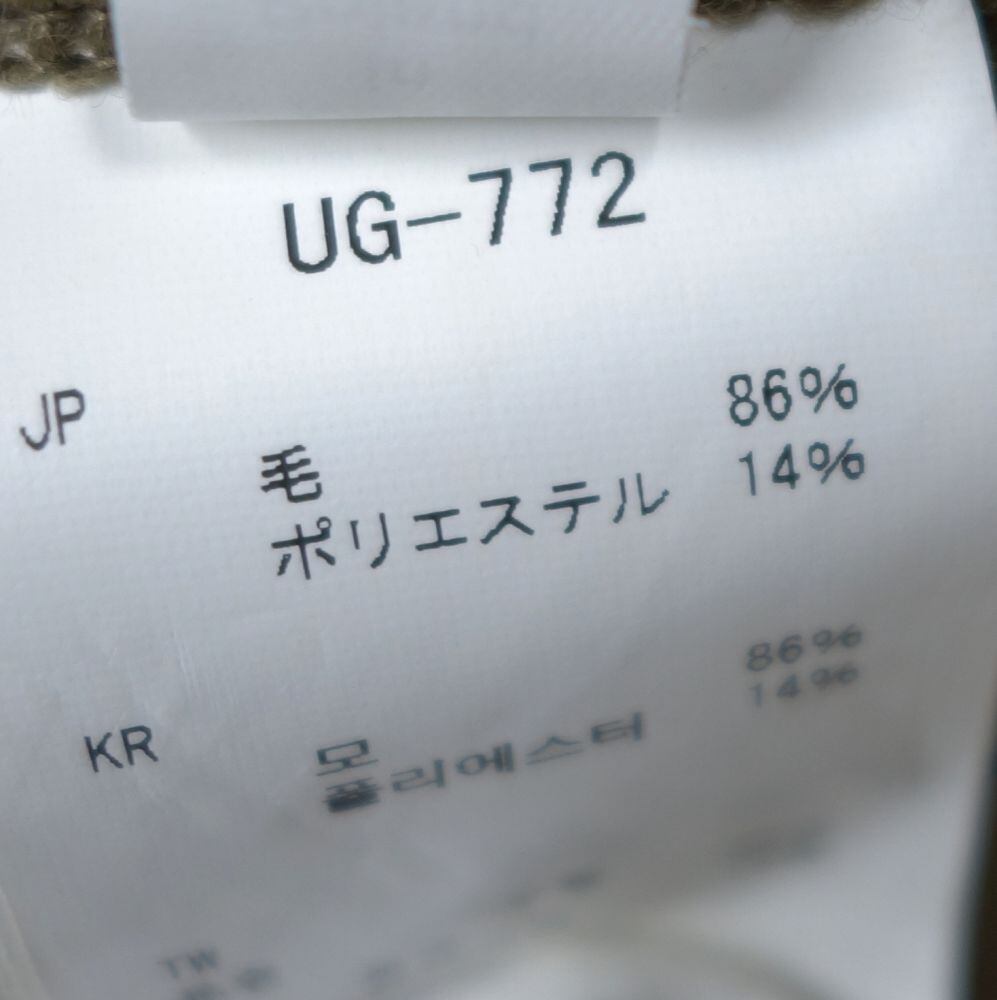 UG-772
JP
毛 86%
ポリエステル 14%
KR
모 86%
폴리에스터 14%
TW